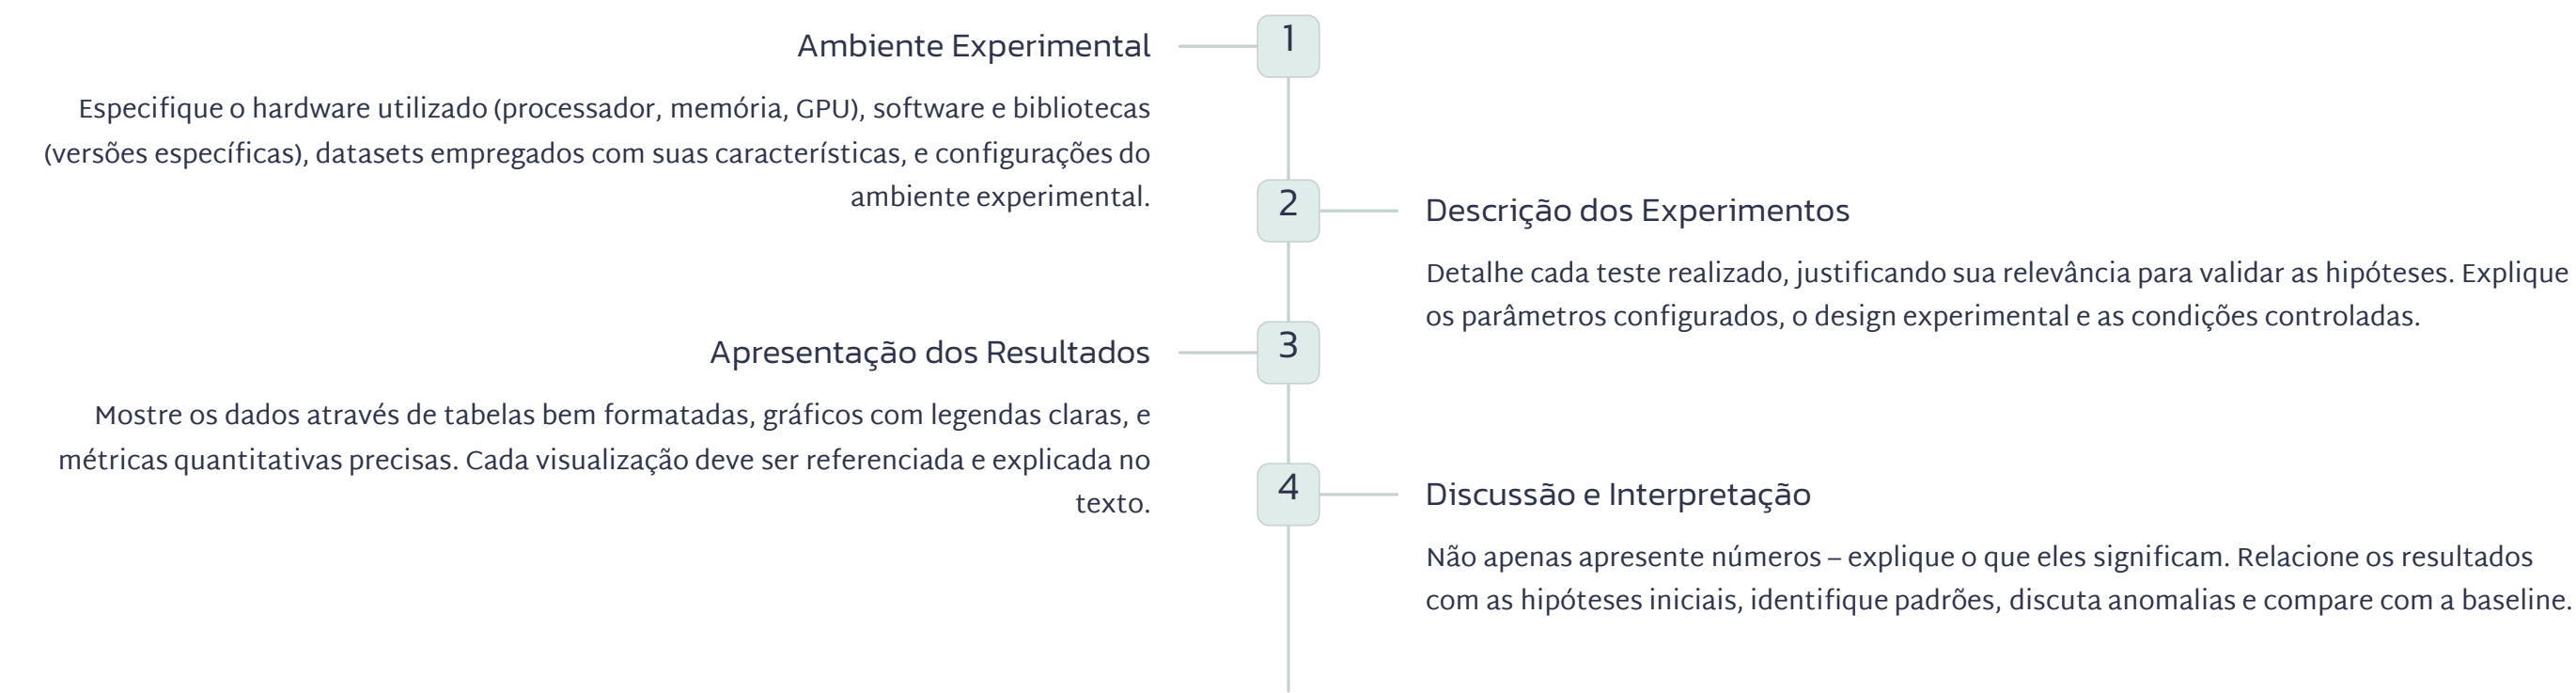 1
Ambiente Experimental
Especifique o hardware utilizado (processador, memória, GPU), software e bibliotecas
(versões específicas), datasets empregados com suas características, e configurações do
ambiente experimental.
2
Descrição dos Experimentos
Detalhe cada teste realizado, justificando sua relevância para validar as hipóteses. Explique
os parâmetros configurados, o design experimental e as condições controladas.
3
Apresentação dos Resultados
Mostre os dados através de tabelas bem formatadas, gráficos com legendas claras, e
métricas quantitativas precisas. Cada visualização deve ser referenciada e explicada no
texto.
4
Discussão e Interpretação
Não apenas apresente números – explique o que eles significam. Relacione os resultados
com as hipóteses iniciais, identifique padrões, discuta anomalias e compare com a baseline.